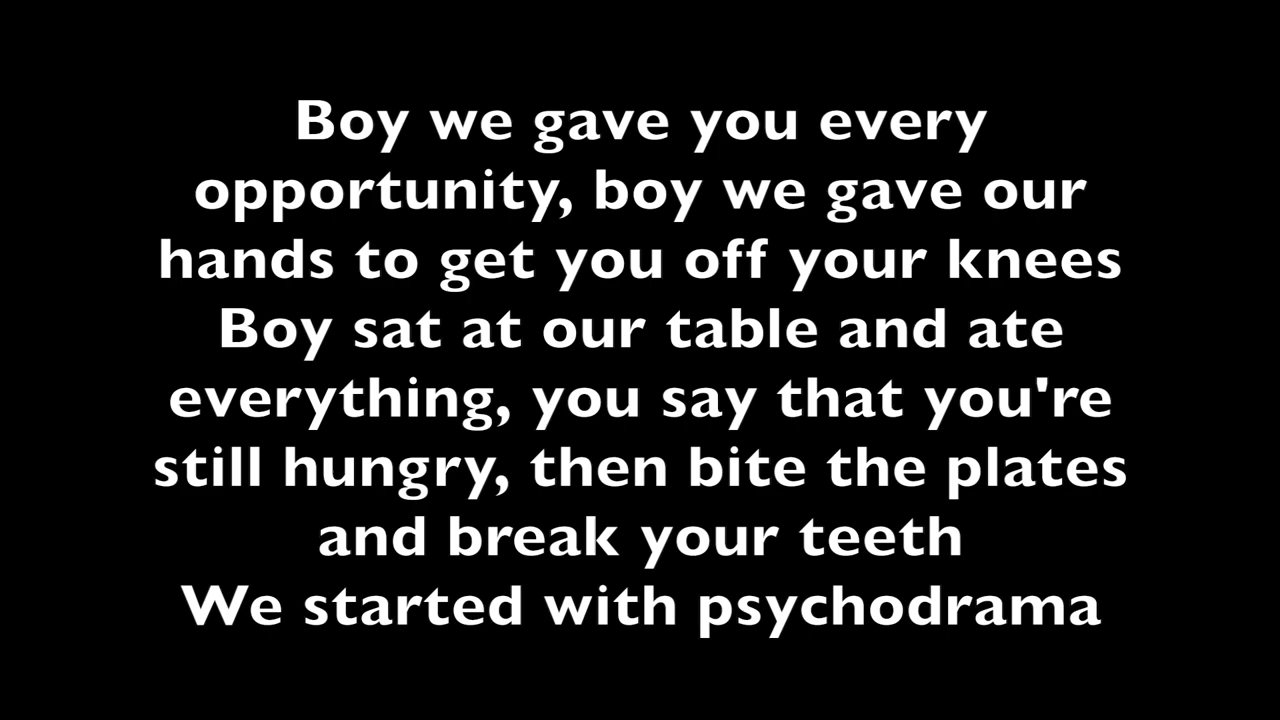 Boy we gave you every
opportunity, boy we gave our
hands to get you off your knees
Boy sat at our table and ate
everything, you say that you're
still hungry, then bite the plates
and break your teeth
We started with psychodrama